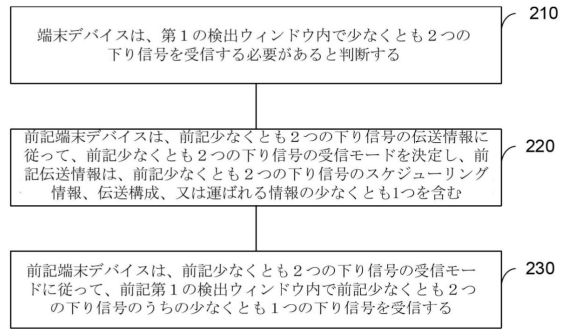 210
端末デバイスは、第１の検出ウィンドウ内で少なくとも２つの
下り信号を受信する必要があると判断する
220
前記端末デバイスは、前記少なくとも２つの下り信号の伝送情報に
従って、前記少なくとも２つの下り信号の受信モードを決定し、前
記伝送情報は、前記少なくとも２つの下り信号のスケジューリング
情報、伝送構成、又は運ばれる情報の少なくとも1つを含む
230
前記端末デバイスは、前記少なくとも２つの下り信号の受信モー
ドに従って、前記第１の検出ウィンドウ内で前記少なくとも２つ
の下り信号のうちの少なくとも１つの下り信号を受信する